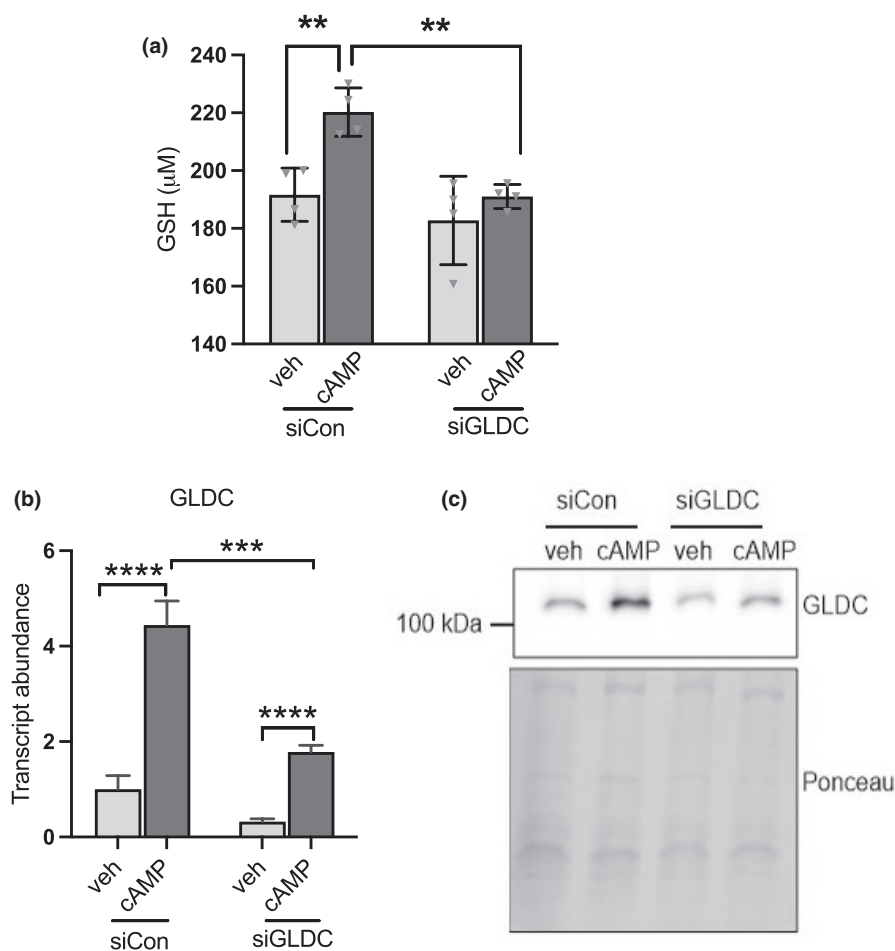 (a)
** **
240
220
200
180
160
140
GSH (μM)
veh cAMP veh cAMP
siCon siGLDC
(b)
GLDC
6
4
2
0
Transcript abundance
**** ***
****
veh cAMP veh cAMP
siCon siGLDC
(c)
siCon siGLDC
veh cAMP veh cAMP
GLDC
100 kDa
Ponceau